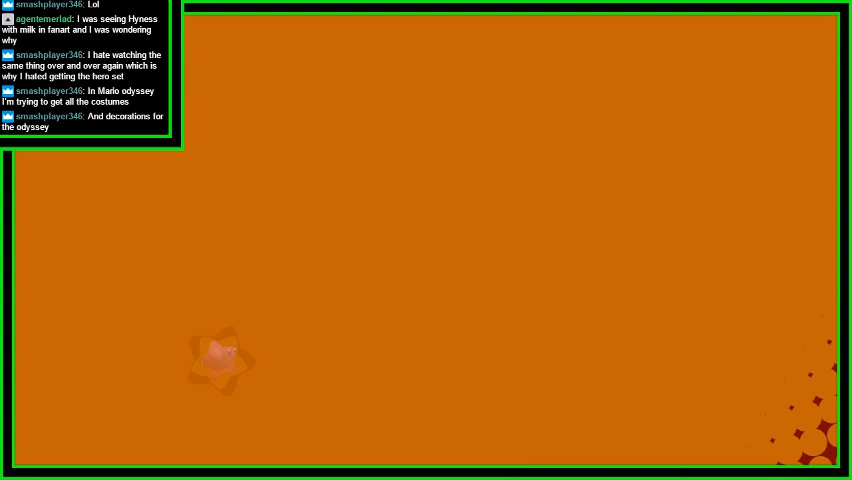 smashplayer346: Lol
agentemerlad: I was seeing Hyness
with milk in fanart and I was wondering
why
smashplayer346: I hate watching the
same thing over and over again which is
why I hated getting the hero set
smashplayer346: In Mario odyssey
I'm trying to get all the costumes
smashplayer346: And decorations for
the odyssey